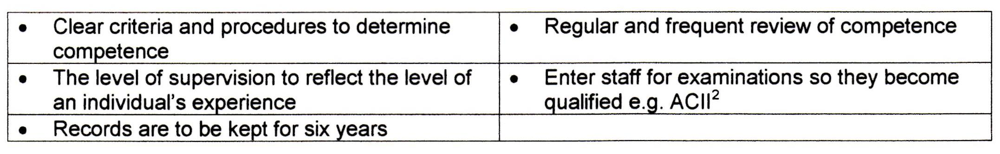 • Clear criteria and procedures to determine
competence
• Regular and frequent review of competence
• The level of supervision to reflect the level of
an individual's experience
• Enter staff for examinations so they become
qualified e.g. ACII²
• Records are to be kept for six years